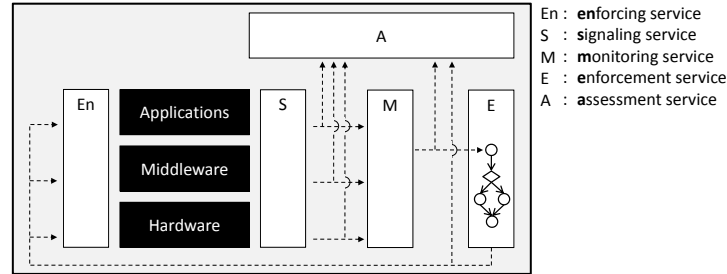 A
En
Applications
Middleware
Hardware
S
M
E
En : enforcing service
S : signaling service
M : monitoring service
E : enforcement service
A : assessment service